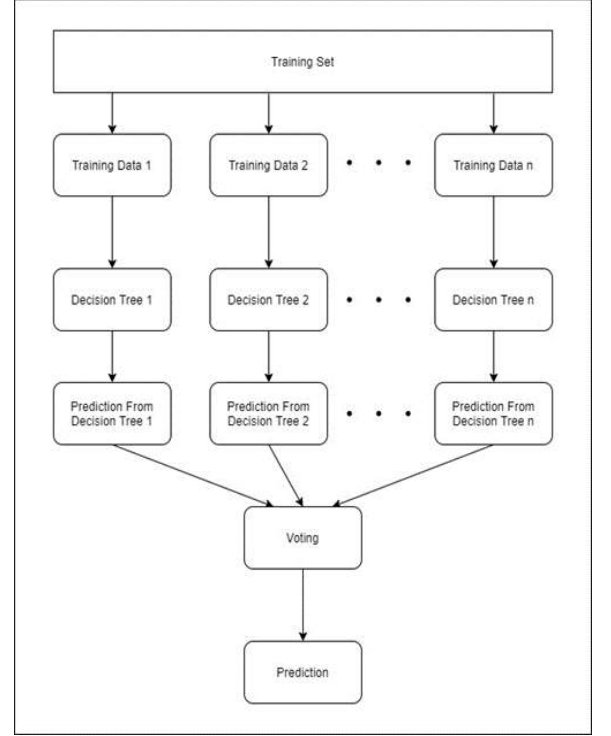 Training Set
Training Data 1
Training Data 2
Training Data n
Decision Tree 1
Decision Tree 2
Decision Tree n
Prediction From
Decision Tree 1
Prediction From
Decision Tree 2
Prediction From
Decision Tree n
Voting
Prediction